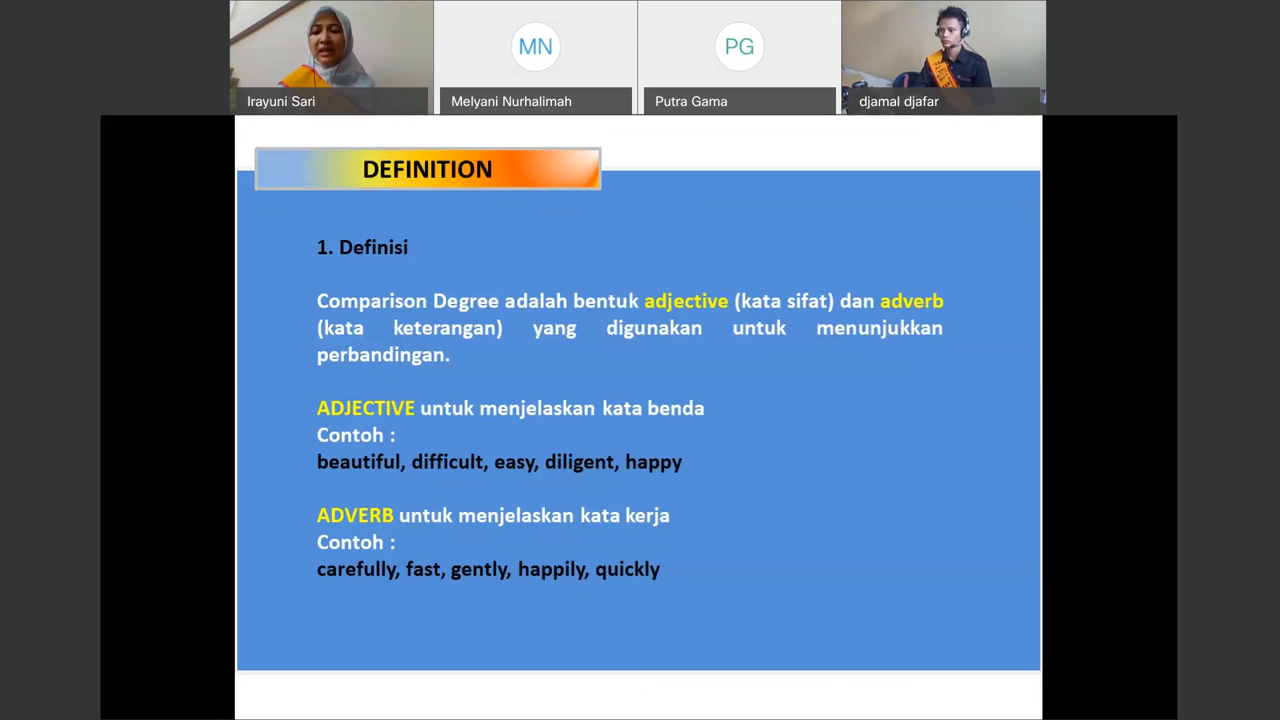 MN
PG
Irayuni Sari
Melyani Nurhalimah
Putra Gama
djamal djafar
DEFINITION
1. Definisi
Comparison Degree adalah bentuk adjective (kata sifat) dan adverb
(kata keterangan) yang digunakan untuk menunjukkan
perbandingan.
ADJECTIVE untuk menjelaskan kata benda
Contoh :
beautiful, difficult, easy, diligent, happy
ADVERB untuk menjelaskan kata kerja
Contoh :
carefully, fast, gently, happily, quickly